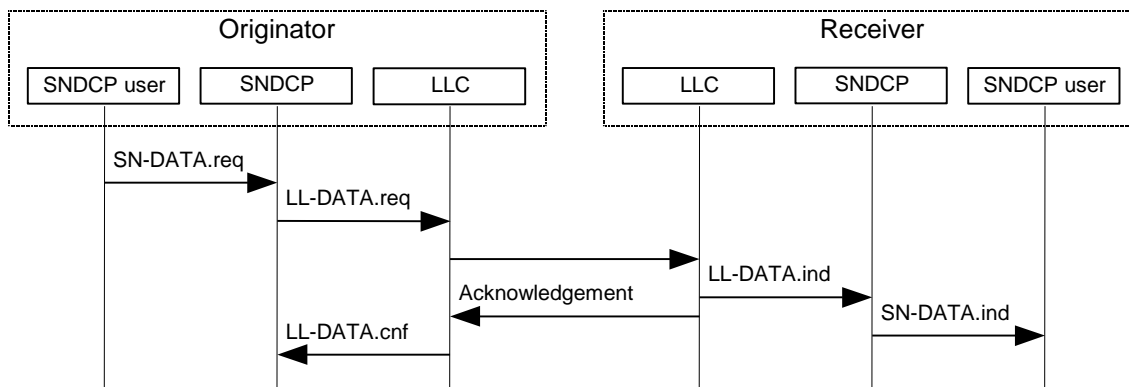 Originator
Receiver
SNDCP user
SNDCP
LLC
LLC
SNDCP
SNDCP user
SN-DATA.req
LL-DATA.req
LL-DATA.ind
Acknowledgement
SN-DATA.ind
LL-DATA.cnf